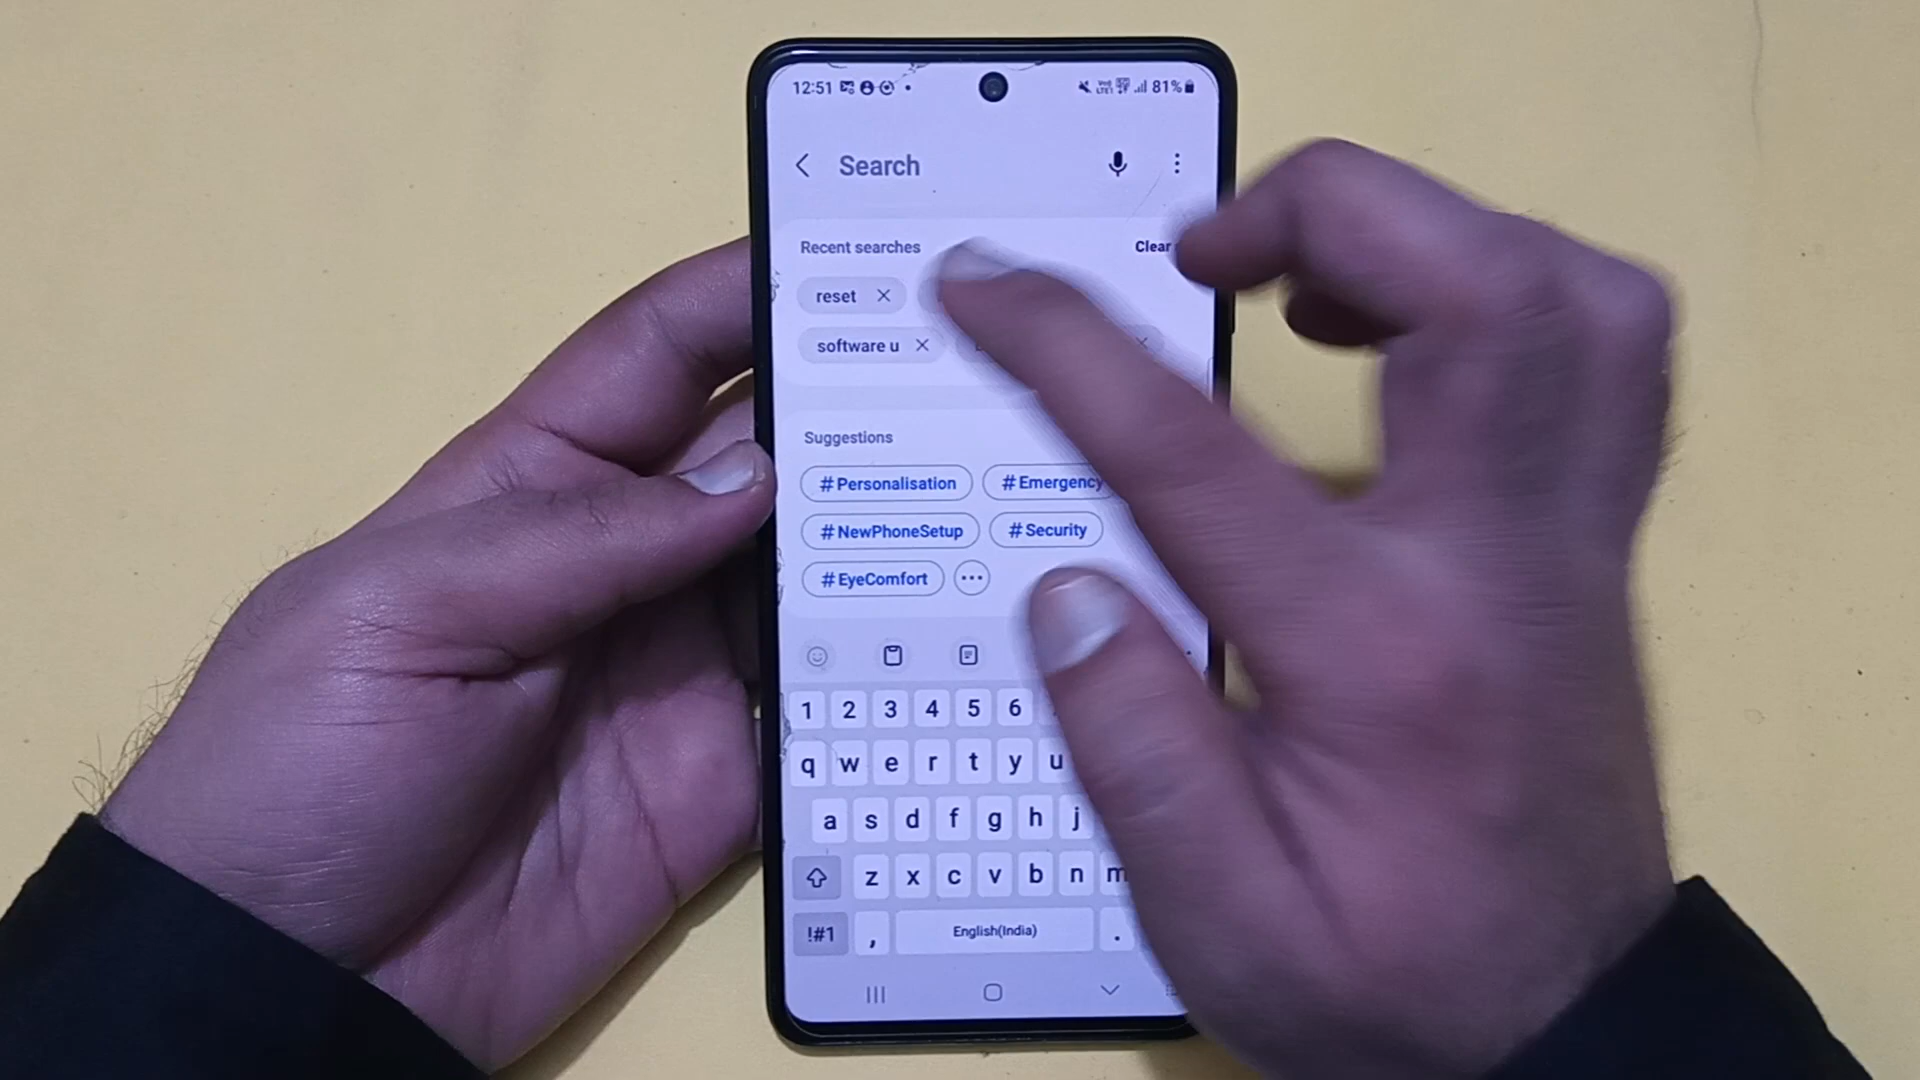 12:51 81%
Search
Recent searches Clear
reset
software u
Suggestions
#Personalisation #Emergency
#NewPhoneSetup #Security
#EyeComfort
1 2 3 4 5 6
q w e r t y u
a s d f g h j
z x c v b n m
!#1 , English(India) .